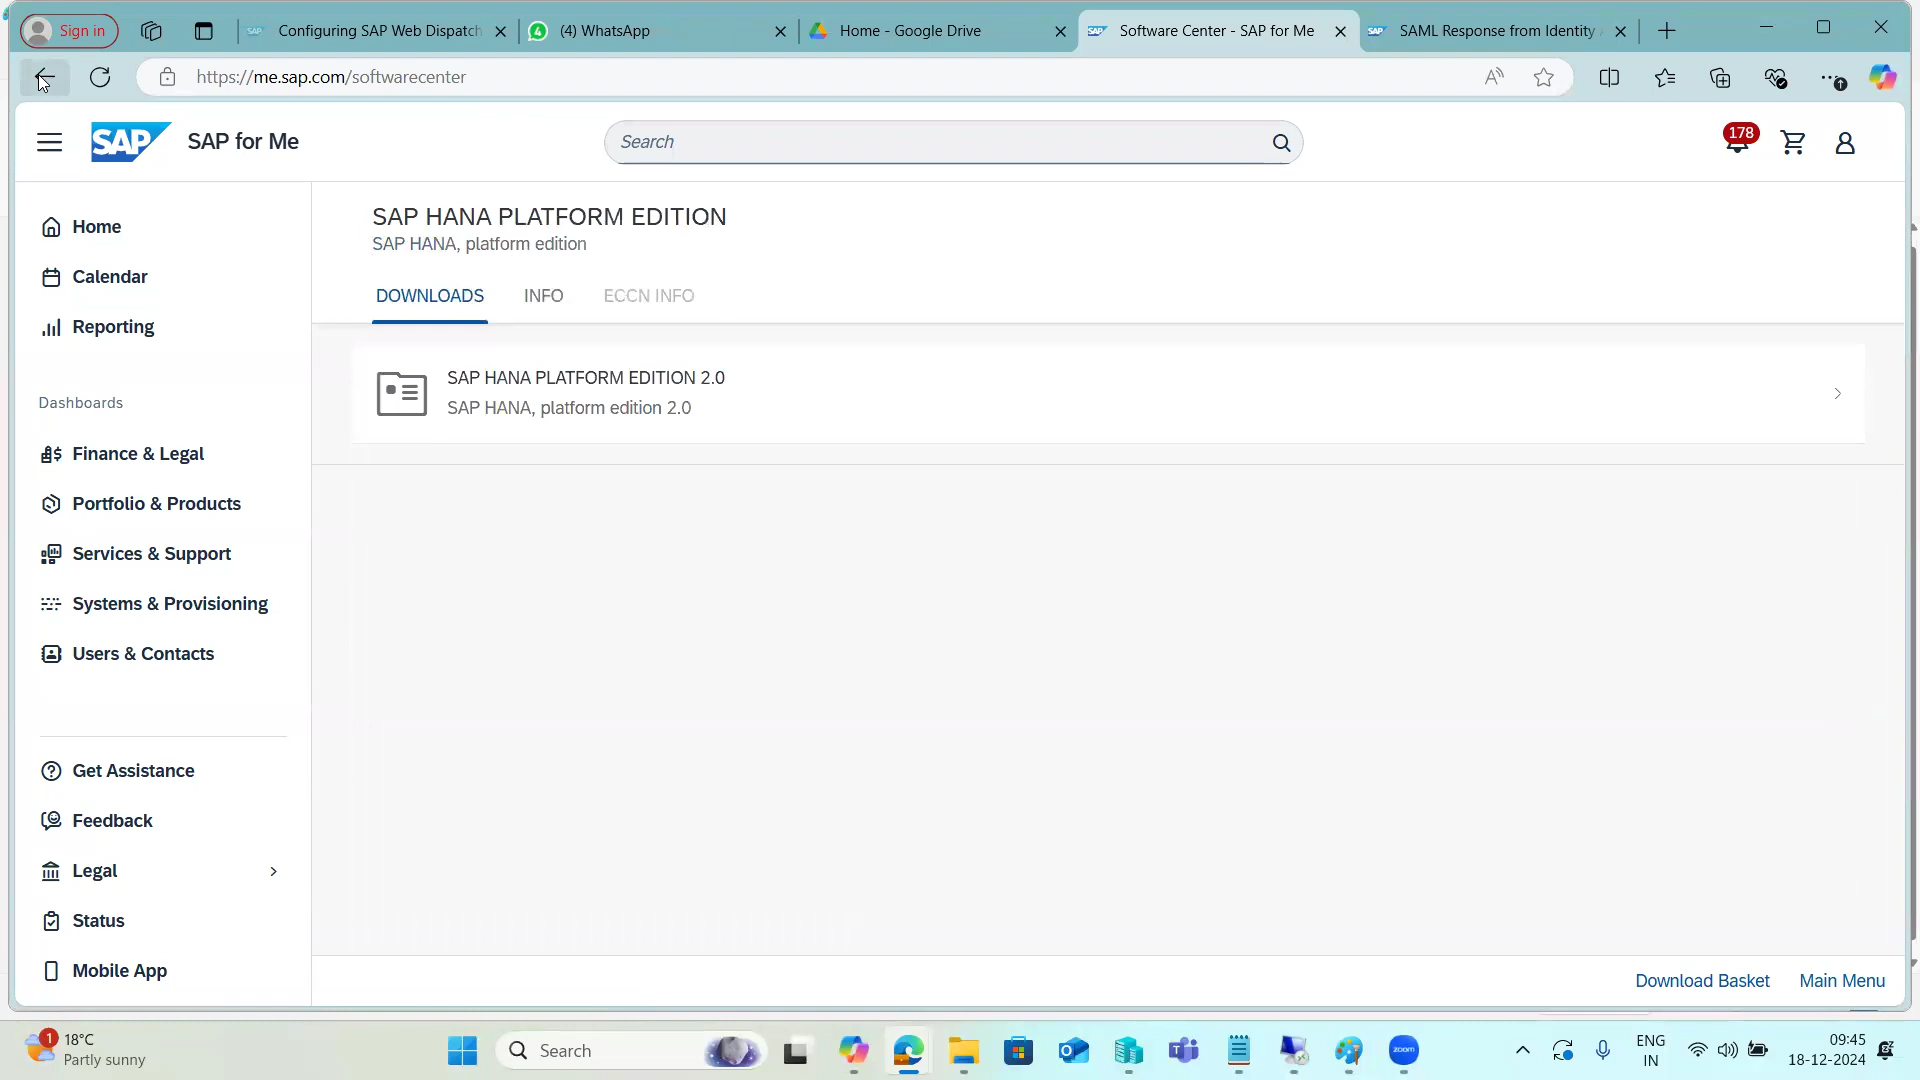 Sign in
Configuring SAP Web Dispatch
(4) WhatsApp
Home - Google Drive
Software Center - SAP for Me
SAML Response from Identity
https://me.sap.com/softwarecenter
SAP
SAP for Me
Search
178
Home
Calendar
Reporting
Dashboards
Finance & Legal
Portfolio & Products
Services & Support
Systems & Provisioning
Users & Contacts
Get Assistance
Feedback
Legal
Status
Mobile App
SAP HANA PLATFORM EDITION
SAP HANA, platform edition
DOWNLOADS
INFO
ECCN INFO
SAP HANA PLATFORM EDITION 2.0
SAP HANA, platform edition 2.0
Download Basket
Main Menu
1
18°C
Partly sunny
Search
zoom
ENG
IN
09:45
18-12-2024